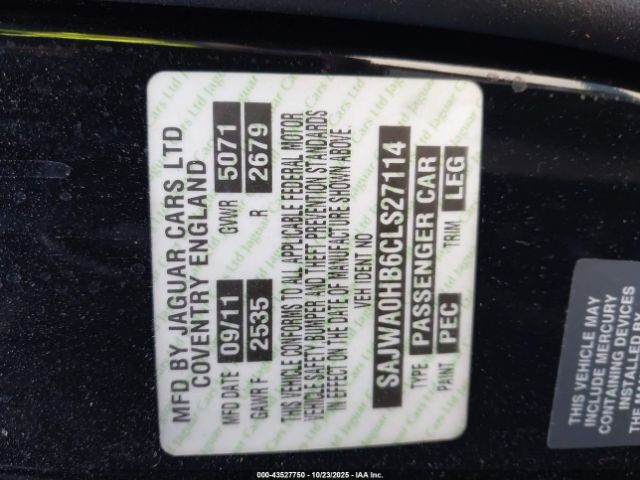 MFD BY JAGUAR CARS LTD
COVENTRY ENGLAND
MFD DATE 09/11 GVWR 5071
GAWR F 2535 R 2679
THIS VEHICLE CONFORMS TO ALL APPLICABLE FEDERAL MOTOR
VEHICLE SAFETY, BUMPER AND THEFT PREVENTION STANDARDS
IN EFFECT ON THE DATE OF MANUFACTURE SHOWN ABOVE.
VEH IDENT NO
SAJWA0HB6CLS27114
TYPE PASSENGER CAR
PAINT PEC TRIM LEG
THIS VEHICLE MAY
INCLUDE MERCURY
DEVICES
INSTALLED BY
000-43527750 - 10/23/2025 - IAA Inc.